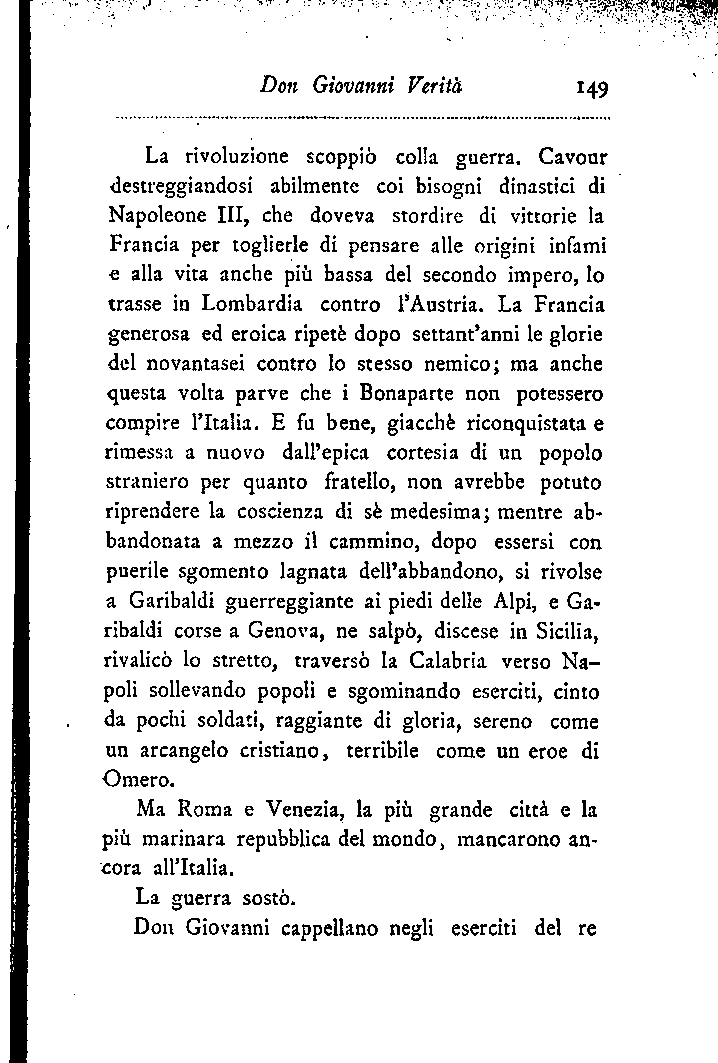 Don Giovanni Verità 149
La rivoluzione scoppiò colla guerra. Cavour
destreggiandosi abilmente coi bisogni dinastici di
Napoleone III, che doveva stordire di vittorie la
Francia per toglierle di pensare alle origini infami
e alla vita anche più bassa del secondo impero, lo
trasse in Lombardia contro l'Austria. La Francia
generosa ed eroica ripetè dopo settant'anni le glorie
del novantasei contro lo stesso nemico; ma anche
questa volta parve che i Bonaparte non potessero
compire l'Italia. E fu bene, giacchè riconquistata e
rimessa a nuovo dall'epica cortesia di un popolo
straniero per quanto fratello, non avrebbe potuto
riprendere la coscienza di sè medesima; mentre ab-
bandonata a mezzo il cammino, dopo essersi con
puerile sgomento lagnata dell'abbandono, si rivolse
a Garibaldi guerreggiante ai piedi delle Alpi, e Ga-
ribaldi corse a Genova, ne salpò, discese in Sicilia,
rivalicò lo stretto, traversò la Calabria verso Na-
poli sollevando popoli e sgominando eserciti, cinto
da pochi soldati, raggiante di gloria, sereno come
un arcangelo cristiano, terribile come un eroe di
Omero.
Ma Roma e Venezia, la più grande città e la
più marinara repubblica del mondo, mancarono an-
cora all'Italia.
La guerra sostò.
Don Giovanni cappellano negli eserciti del re